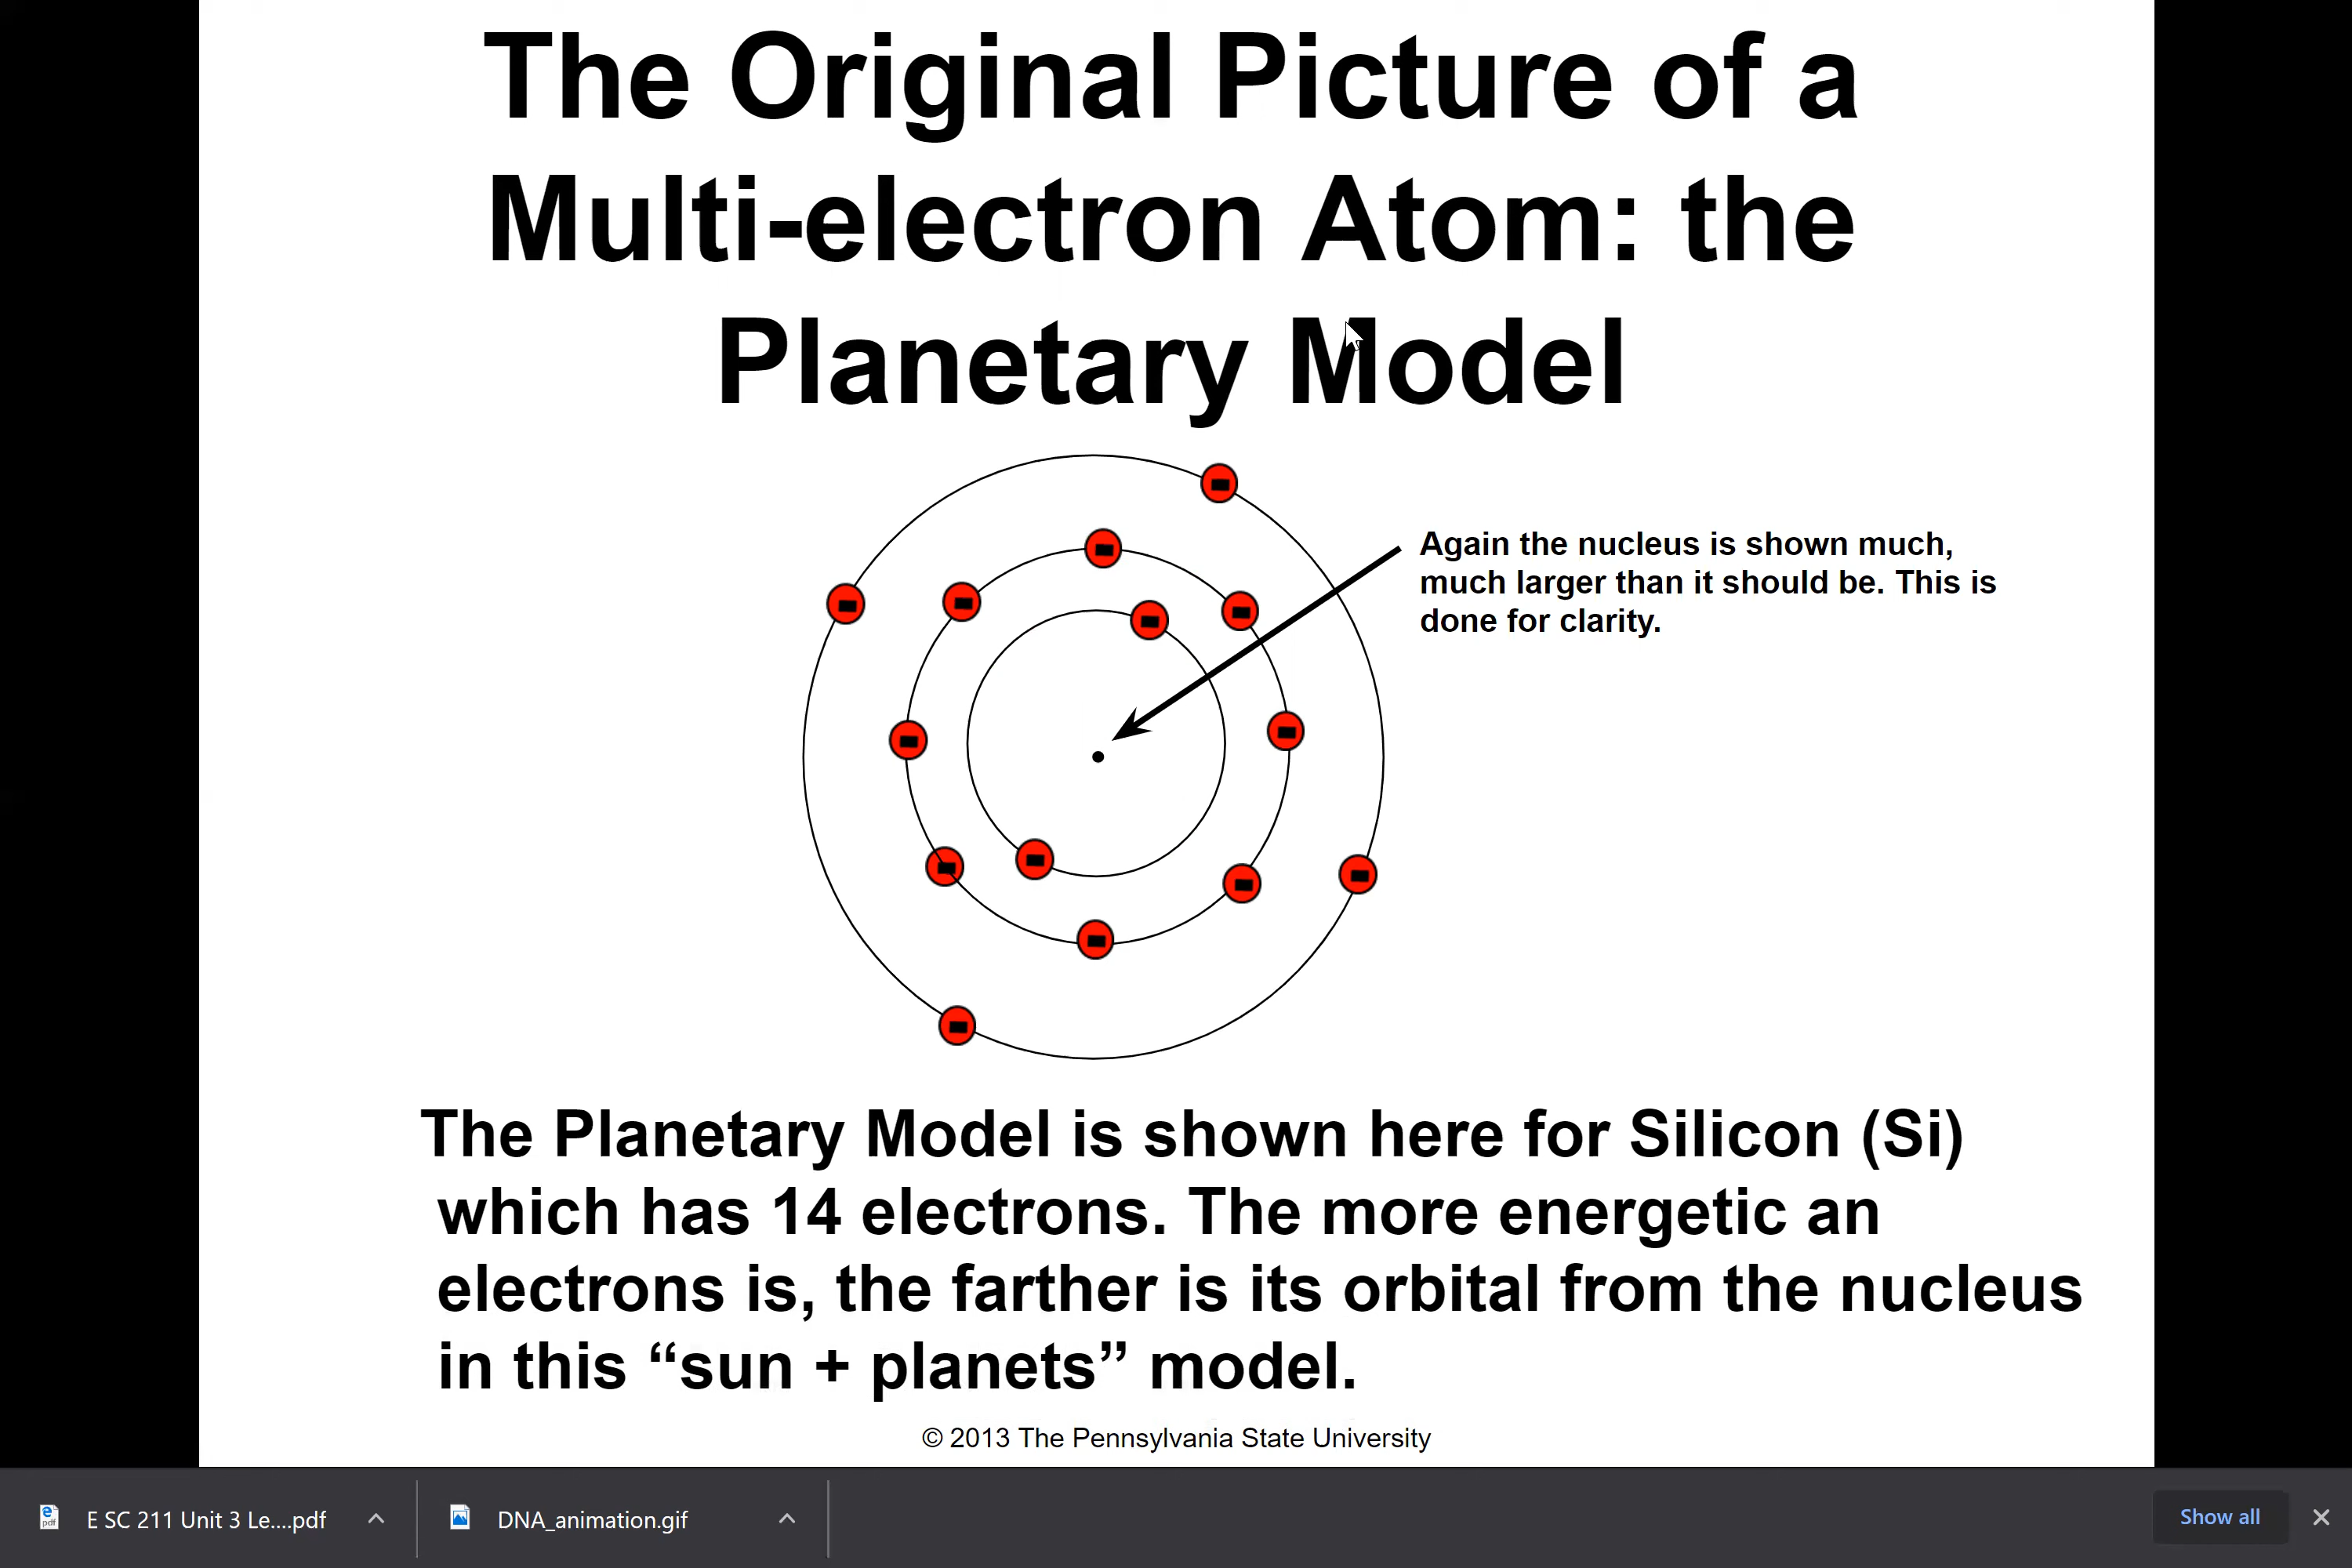 The Original Picture of a
Multi-electron Atom: the
Planetary Model
Again the nucleus is shown much,
much larger than it should be. This is
done for clarity.
The Planetary Model is shown here for Silicon (Si)
which has 14 electrons. The more energetic an
electrons is, the farther is its orbital from the nucleus
in this “sun + planets” model.
© 2013 The Pennsylvania State University
E SC 211 Unit 3 Le....pdf
DNA_animation.gif
Show all